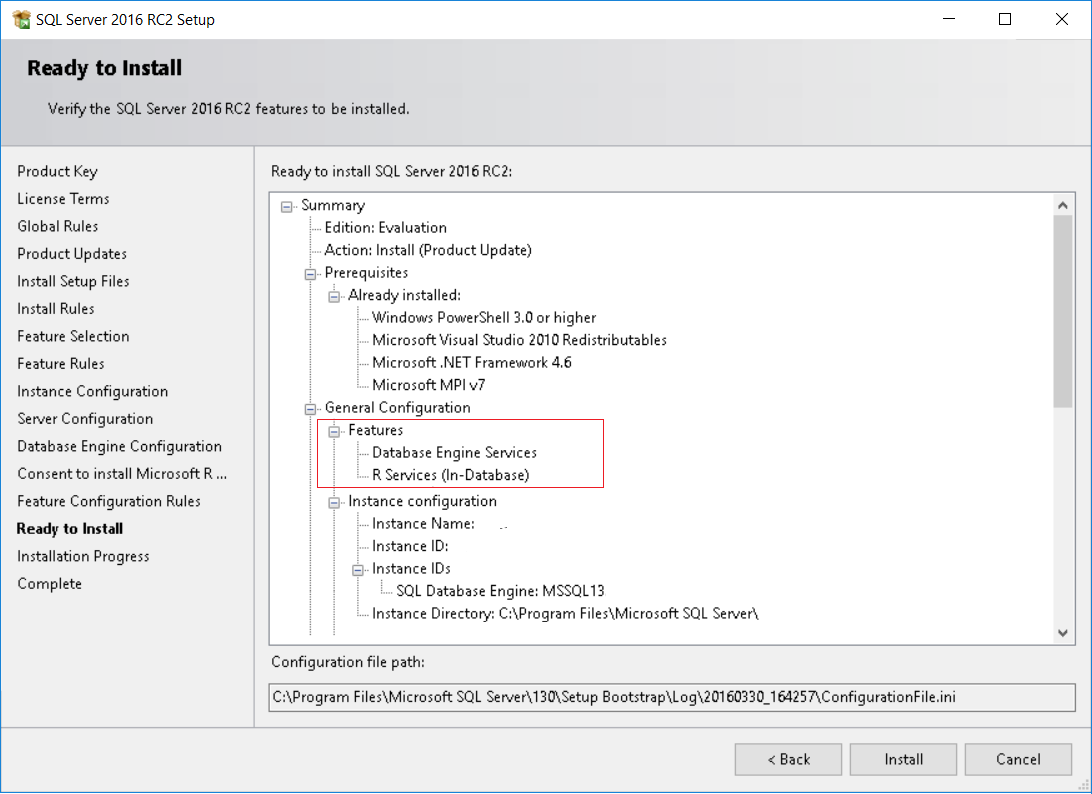 SQL Server 2016 RC2 Setup
Ready to Install
Verify the SQL Server 2016 RC2 features to be installed.
Product Key
License Terms
Global Rules
Product Updates
Install Setup Files
Install Rules
Feature Selection
Feature Rules
Instance Configuration
Server Configuration
Database Engine Configuration
Consent to install Microsoft R ...
Feature Configuration Rules
Ready to Install
Installation Progress
Complete
Ready to install SQL Server 2016 RC2:
Summary
Edition: Evaluation
Action: Install (Product Update)
Prerequisites
Already installed:
Windows PowerShell 3.0 or higher
Microsoft Visual Studio 2010 Redistributables
Microsoft .NET Framework 4.6
Microsoft MPI v7
General Configuration
Features
Database Engine Services
R Services (In-Database)
Instance configuration
Instance Name:
Instance ID:
Instance IDs
SQL Database Engine: MSSQL13
Instance Directory: C:\Program Files\Microsoft SQL Server\
Configuration file path:
C:\Program Files\Microsoft SQL Server\130\Setup Bootstrap\Log\20160330_164257\ConfigurationFile.ini
< Back
Install
Cancel